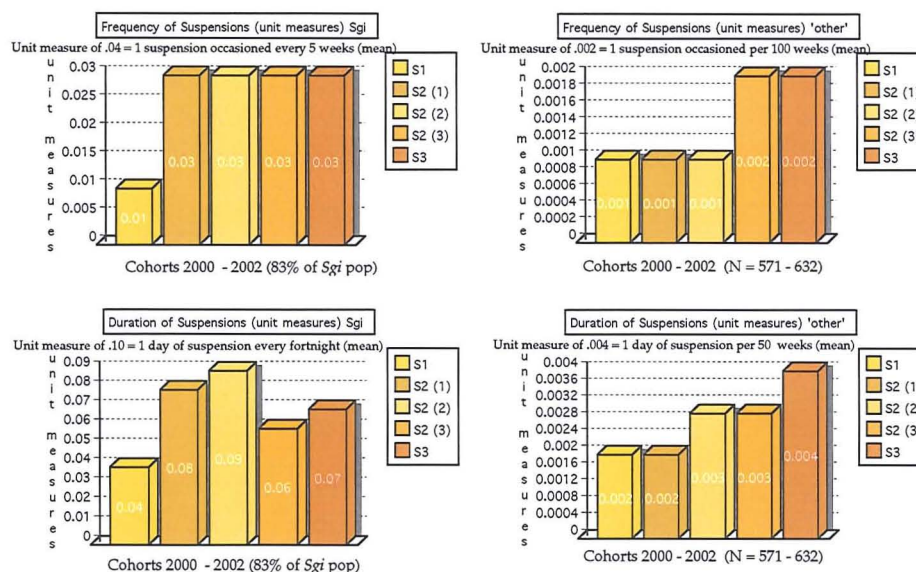 Frequency of Suspensions (unit measures) Sgi
Unit measure of .04 = 1 suspension occasioned every 5 weeks (mean)
unit measures
0.03
0.03
0.025
0.01
0.005
0
0.01
0.03
0.03
0.03
0.03
S1
S2 (1)
S2 (2)
S2 (3)
S3
Cohorts 2000 - 2002 (83% of Sgi pop)
Frequency of Suspensions (unit measures) 'other'
Unit measure of .002 = 1 suspension occasioned per 100 weeks (mean)
unit measures
0.002
0.0018
0.0016
0.0014
0.0012
0.001
0.0008
0.0006
0.0004
0.0002
0
0.001
0.001
0.001
0.002
0.002
S1
S2 (1)
S2 (2)
S2 (3)
S3
Cohorts 2000 - 2002 (N = 571 - 632)
Duration of Suspensions (unit measures) Sgi
Unit measure of .10 = 1 day of suspension every fortnight (mean)
unit measures
0.09
0.08
0.07
0.06
0.05
0.04
0.03
0.02
0.01
0
0.04
0.08
0.09
0.06
0.07
S1
S2 (1)
S2 (2)
S2 (3)
S3
Cohorts 2000 - 2002 (83% of Sgi pop)
Duration of Suspensions (unit measures) 'other'
Unit measure of .004 = 1 day of suspension per 50 weeks (mean)
unit measures
0.004
0.0036
0.0028
0.0024
0.002
0.0016
0.0012
0.0008
0.0004
0
0.002
0.002
0.003
0.003
0.004
S1
S2 (1)
S2 (2)
S2 (3)
S3
Cohorts 2000 - 2002 (N = 571 - 632)